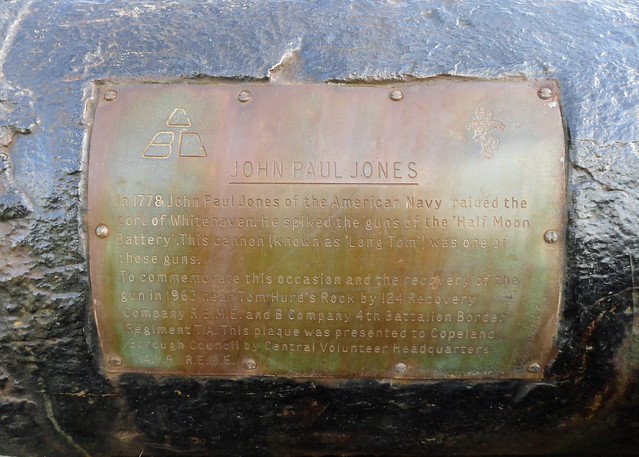 JOHN PAUL JONES
In 1778 John Paul Jones of the American Navy raided the
port of Whitehaven. He spiked the guns of the 'Half Moon
Battery'. This cannon (known as 'Long Tom') was one of
those guns.
To commemorate this occasion and the recovery of the
gun in 1963 near Tom Hurd's Rock by 124 Recovery
Company R.E.M.E. and B Company 4th Battalion Border
Regiment T.A. This plaque was presented to Copeland
Borough Council by Central Volunteer Headquarters
R.E.M.E.